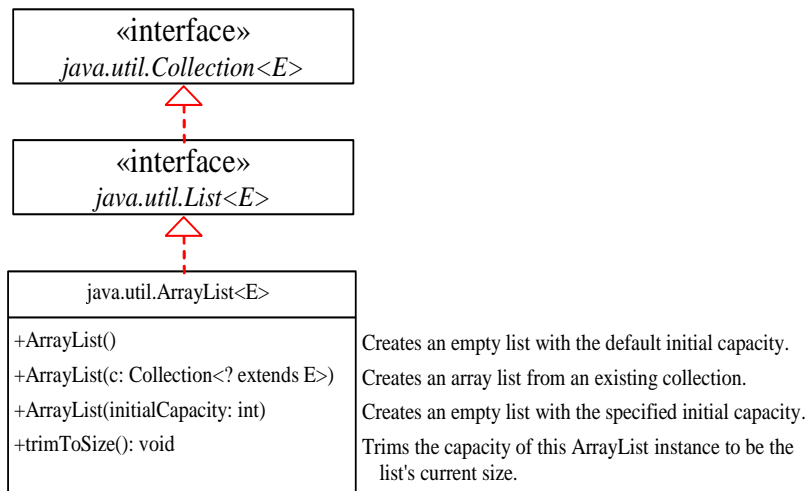 «interface»
java.util.Collection<E>
«interface»
java.util.List<E>
java.util.ArrayList<E>
+ArrayList() Creates an empty list with the default initial capacity.
+ArrayList(c: Collection<? extends E>) Creates an array list from an existing collection.
+ArrayList(initialCapacity: int) Creates an empty list with the specified initial capacity.
+trimToSize(): void Trims the capacity of this ArrayList instance to be the
list's current size.